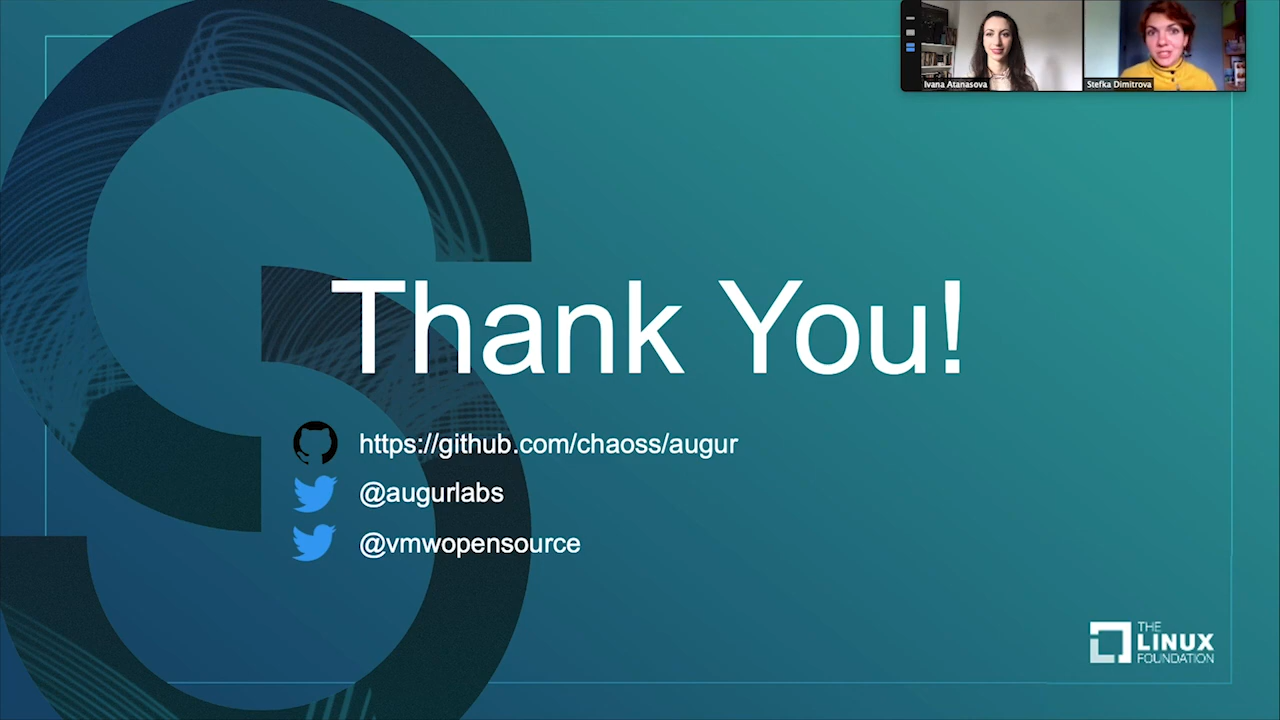 Ivana Atanasova
Stefka Dimitrova
Thank You!
https://github.com/chaoss/augur
@augurlabs
@vmwopensource
THE
LINUX
FOUNDATION